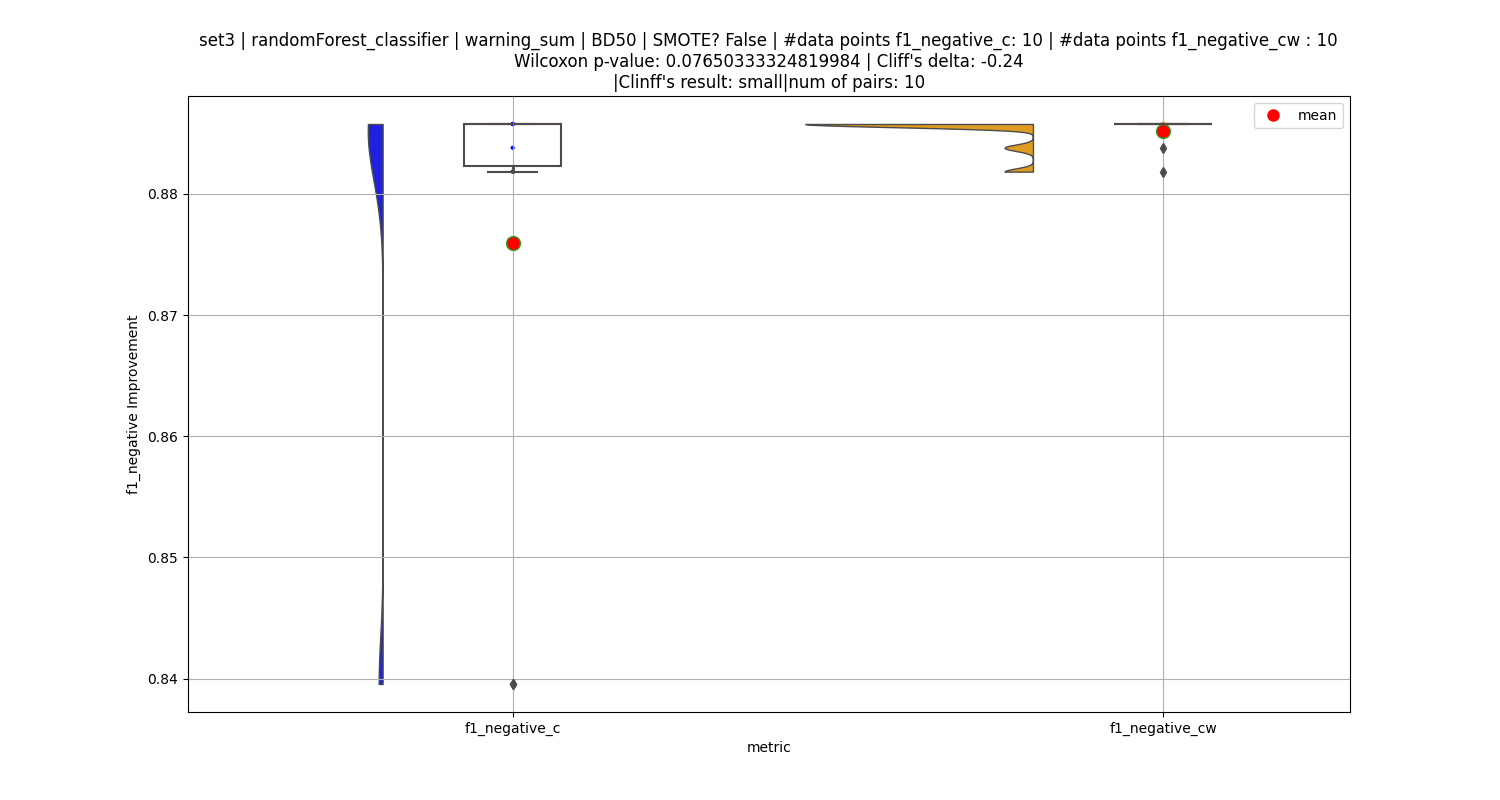 set3 | randomForest_classifier | warning_sum | BD50 | SMOTE? False | #data points f1_negative_c: 10 | #data points f1_negative_cw : 10
Wilcoxon p-value: 0.07650333324819984 | Cliff's delta: -0.24
|Clinff's result: small|num of pairs: 10
mean
0.88
0.87
0.86
0.85
0.84
f1_negative Improvement
f1_negative_c
f1_negative_cw
metric